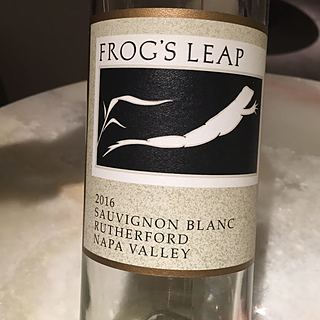 FROG'S LEAP
2016
SAUVIGNON BLANC
RUTHERFORD
NAPA VALLEY